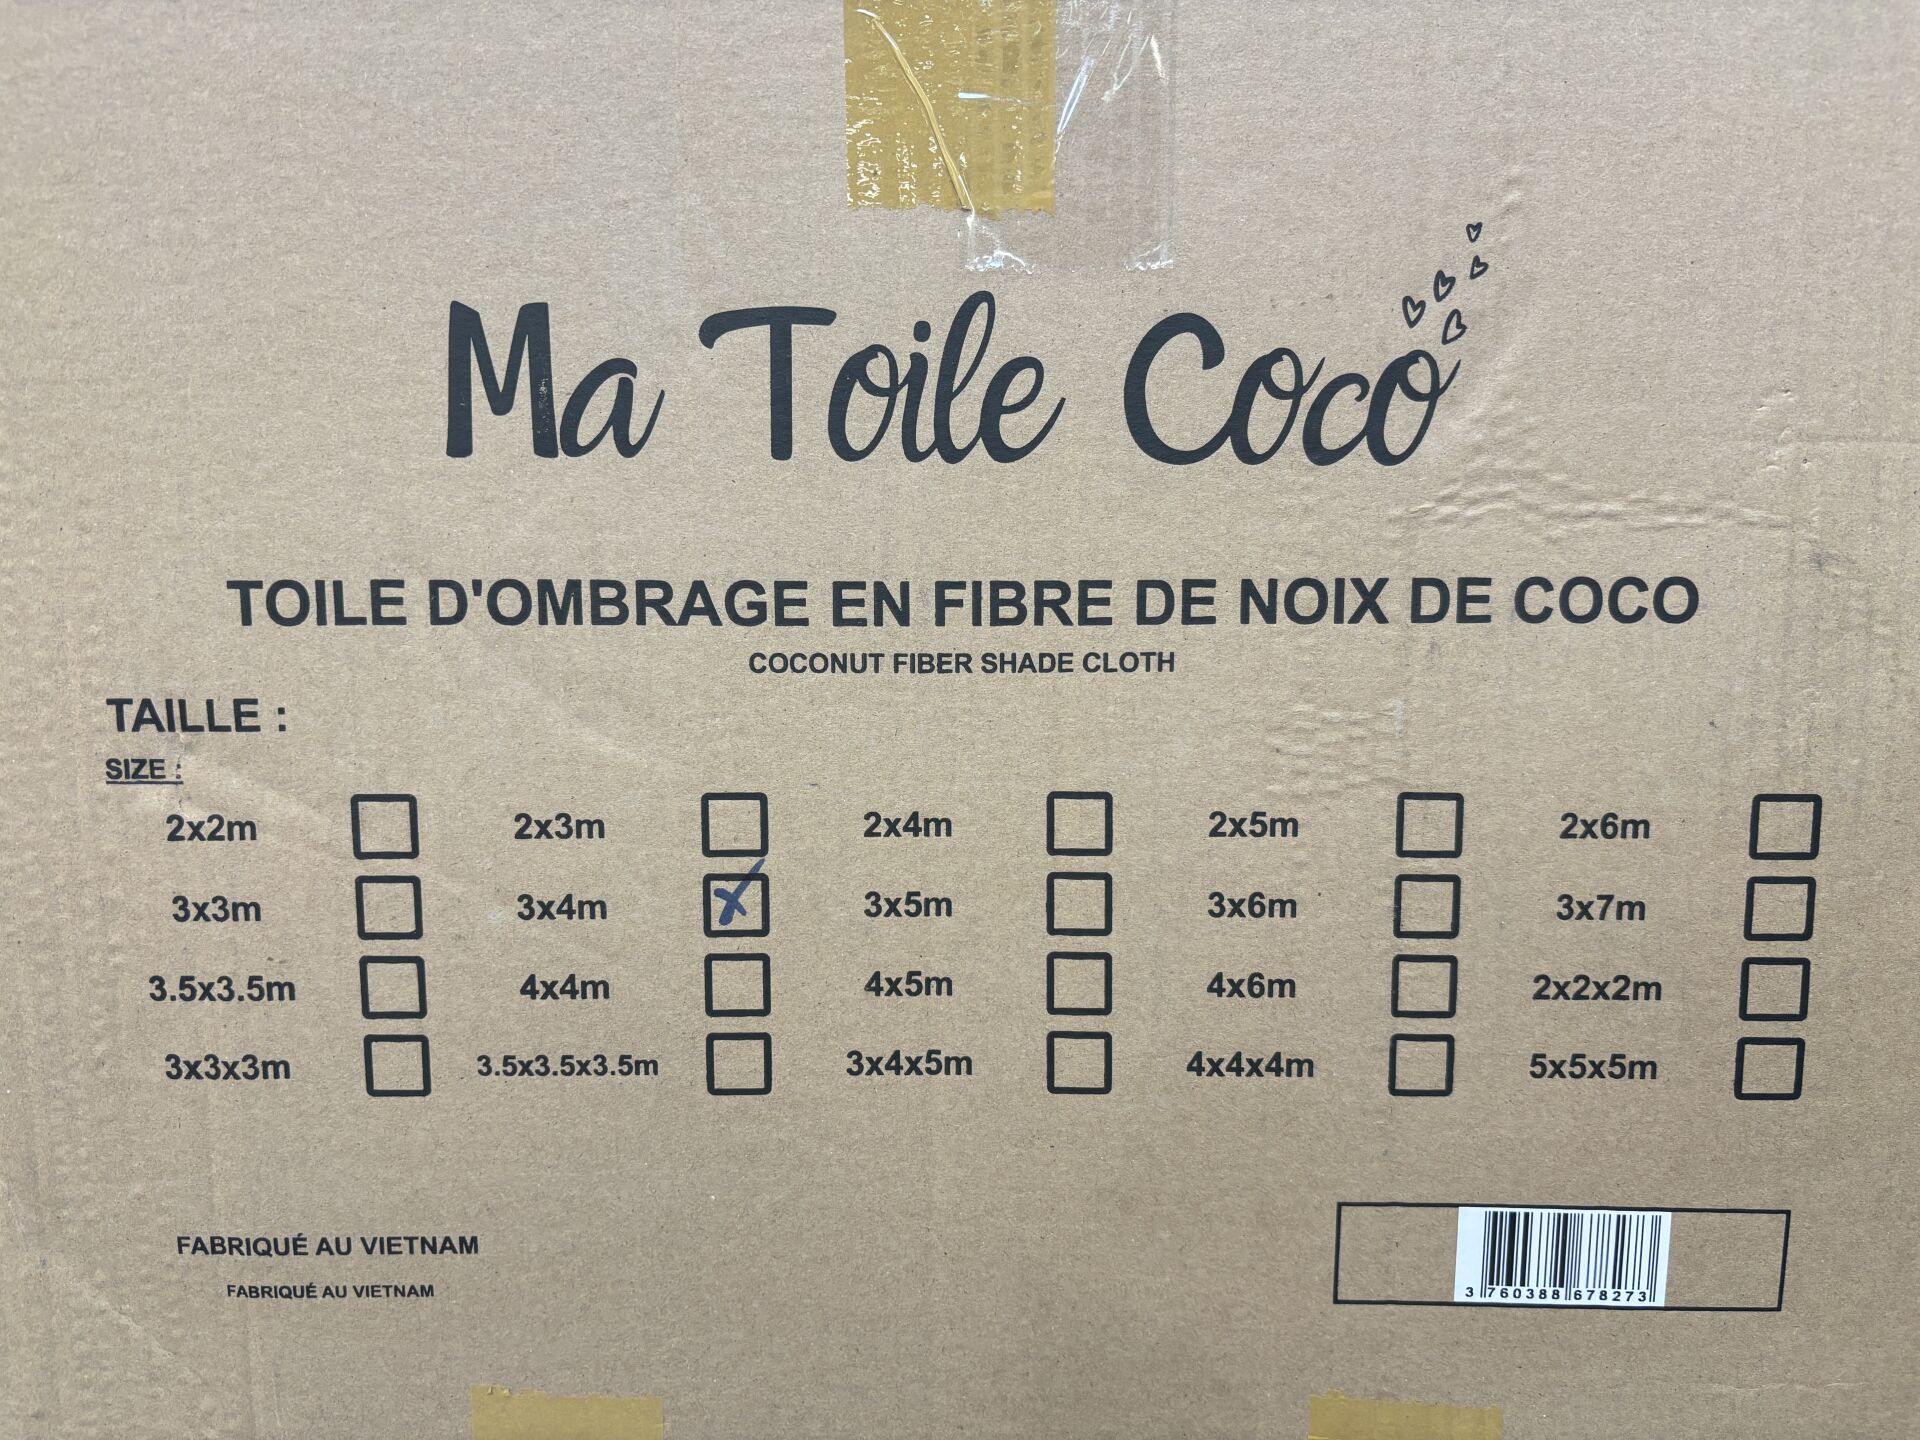 Ma Toile Coco
TOILE D'OMBRAGE EN FIBRE DE NOIX DE COCO
COCONUT FIBER SHADE CLOTH
TAILLE :
SIZE :
2x2m 2x3m 2x4m 2x5m 2x6m
3x3m 3x4m x 3x5m 3x6m 3x7m
3.5x3.5m 4x4m 4x5m 4x6m 2x2x2m
3x3x3m 3.5x3.5x3.5m 3x4x5m 4x4x4m 5x5x5m
FABRIQUÉ AU VIETNAM
FABRIQUÉ AU VIETNAM
3 760388 678273